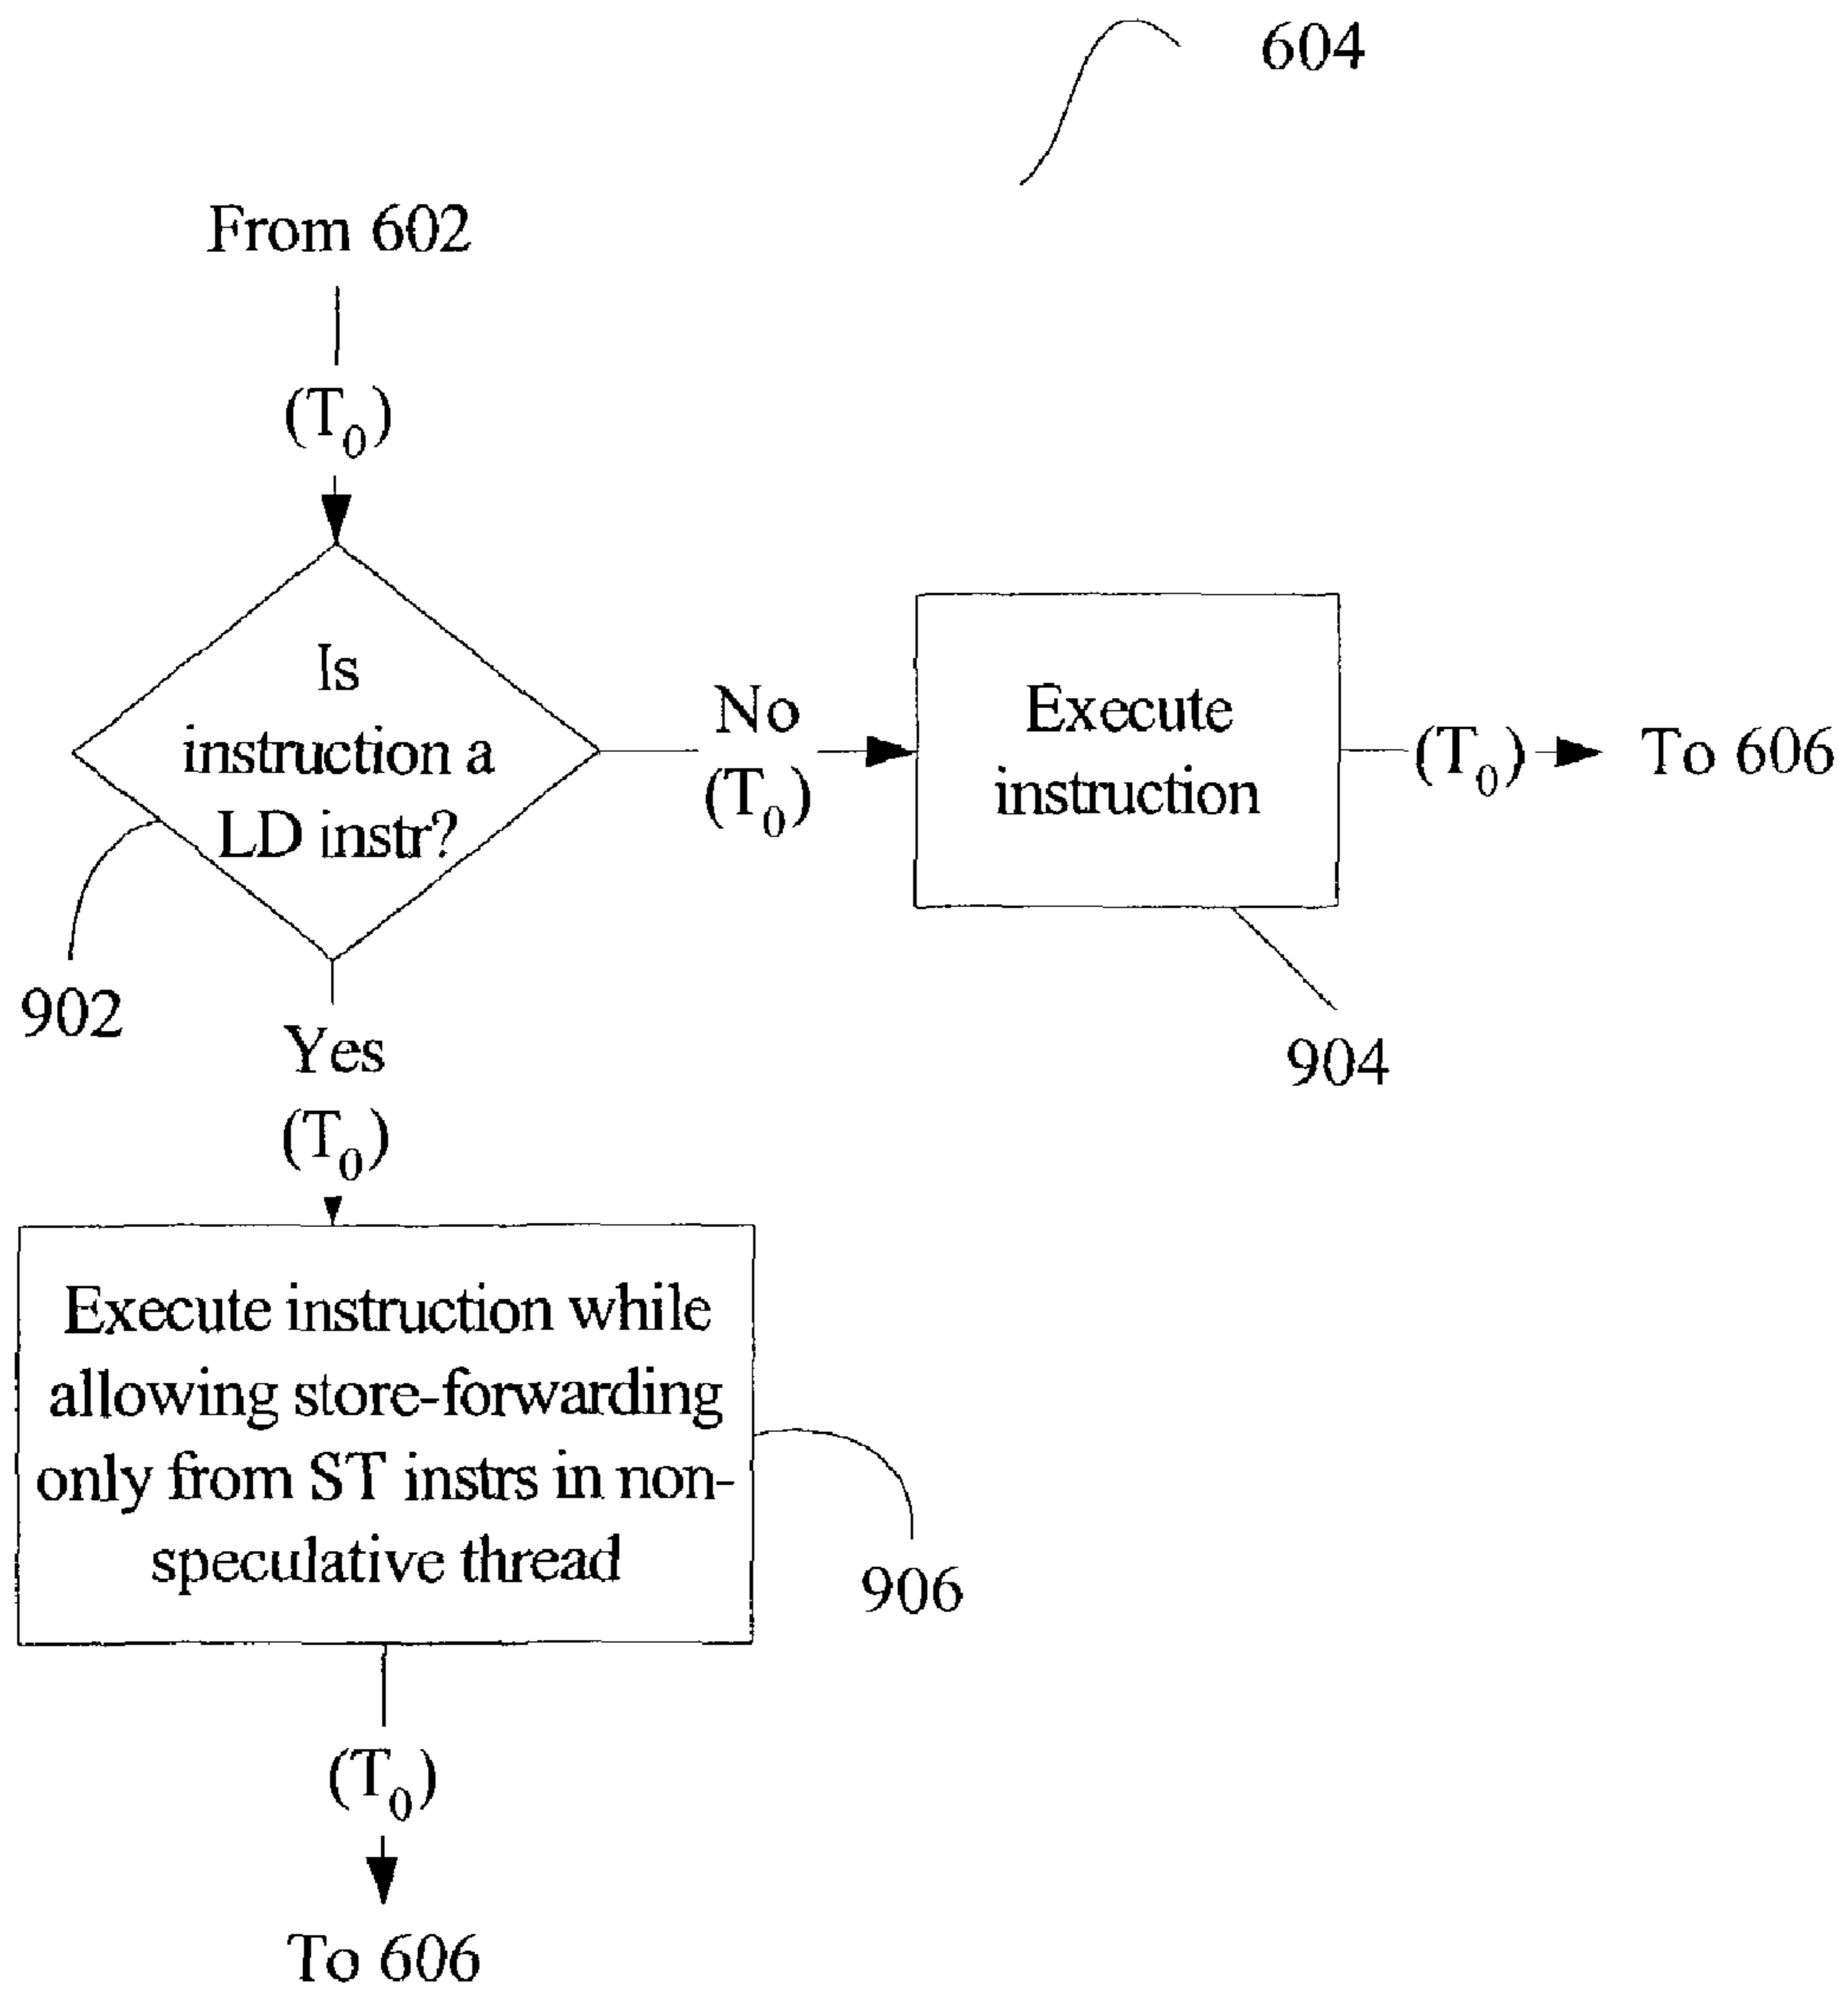 604
From 602
(T0)
Is
instruction a
LD instr?
No
(T0)
Execute
instruction
(T0)
To 606
902
904
Yes
(T0)
Execute instruction while
allowing store-forwarding
only from ST instrs in non-
speculative thread
906
(T0)
To 606